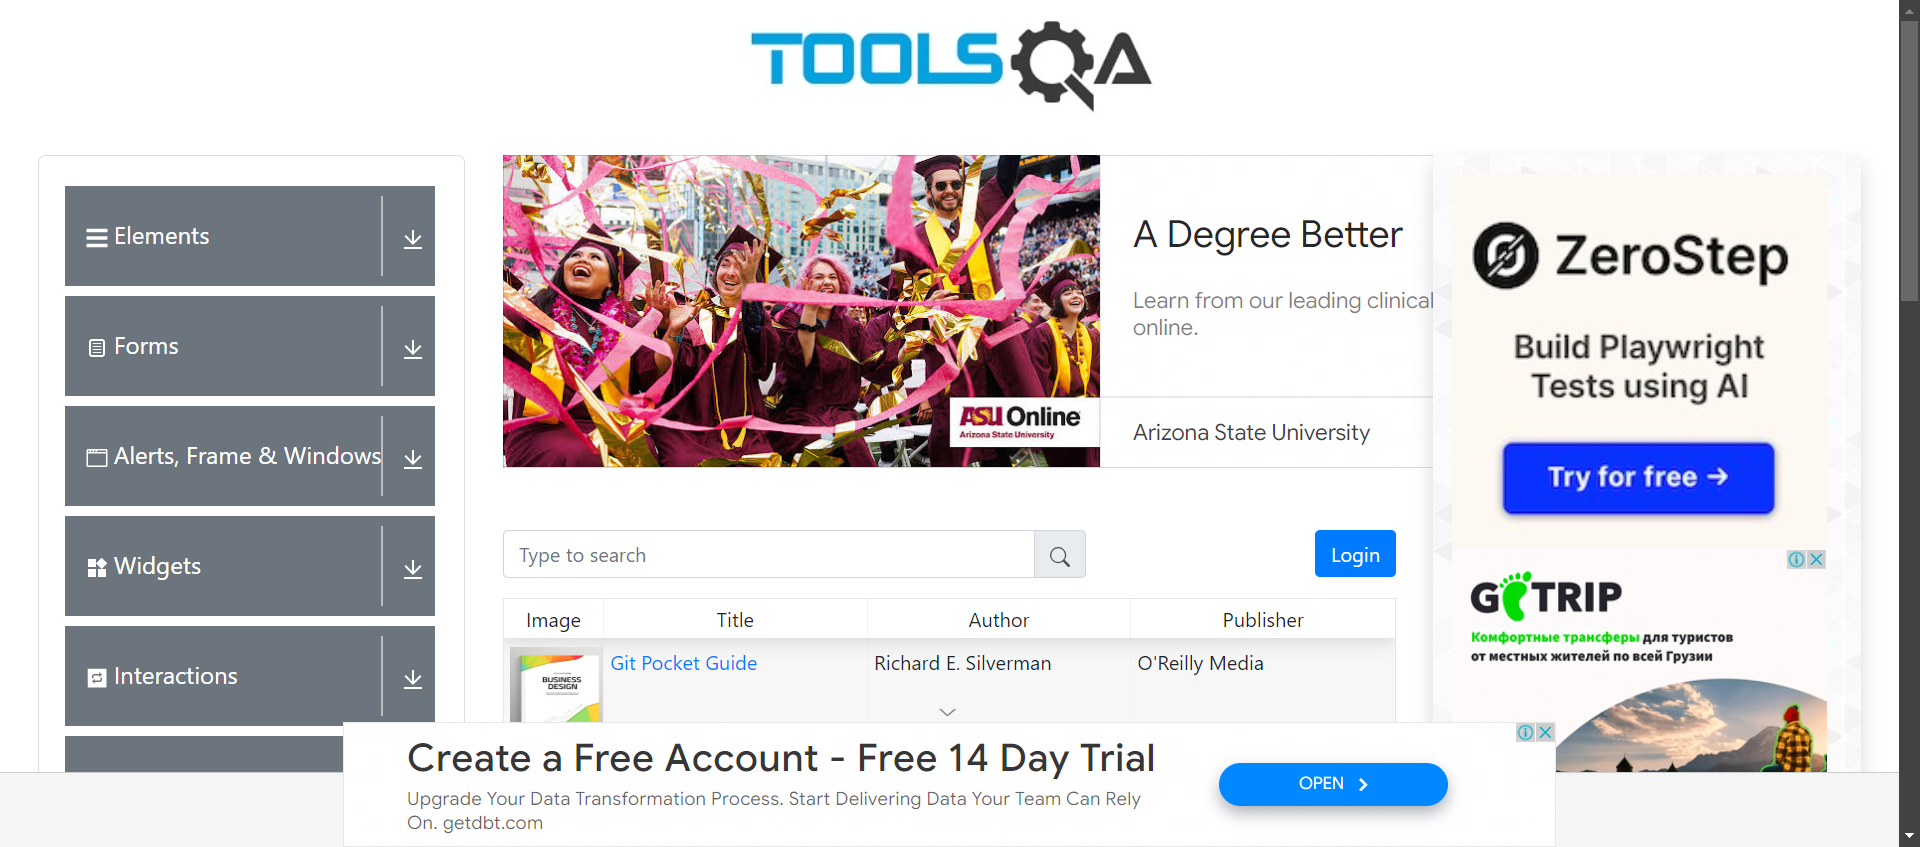 TOOLSQA
Elements
Forms
Alerts, Frame & Windows
Widgets
Interactions
ASU Online
Arizona State University
A Degree Better
Learn from our leading clinical
online.
Arizona State University
ZeroStep
Build Playwright
Tests using AI
Try for free →
Type to search
Login
Image
Title
Author
Publisher
BUSINESS
DESIGN
Git Pocket Guide
Richard E. Silverman
O'Reilly Media
GOTRIP
Комфортные трансферы для туристов
от местных жителей по всей Грузии
Create a Free Account - Free 14 Day Trial
Upgrade Your Data Transformation Process. Start Delivering Data Your Team Can Rely
On. getdbt.com
OPEN